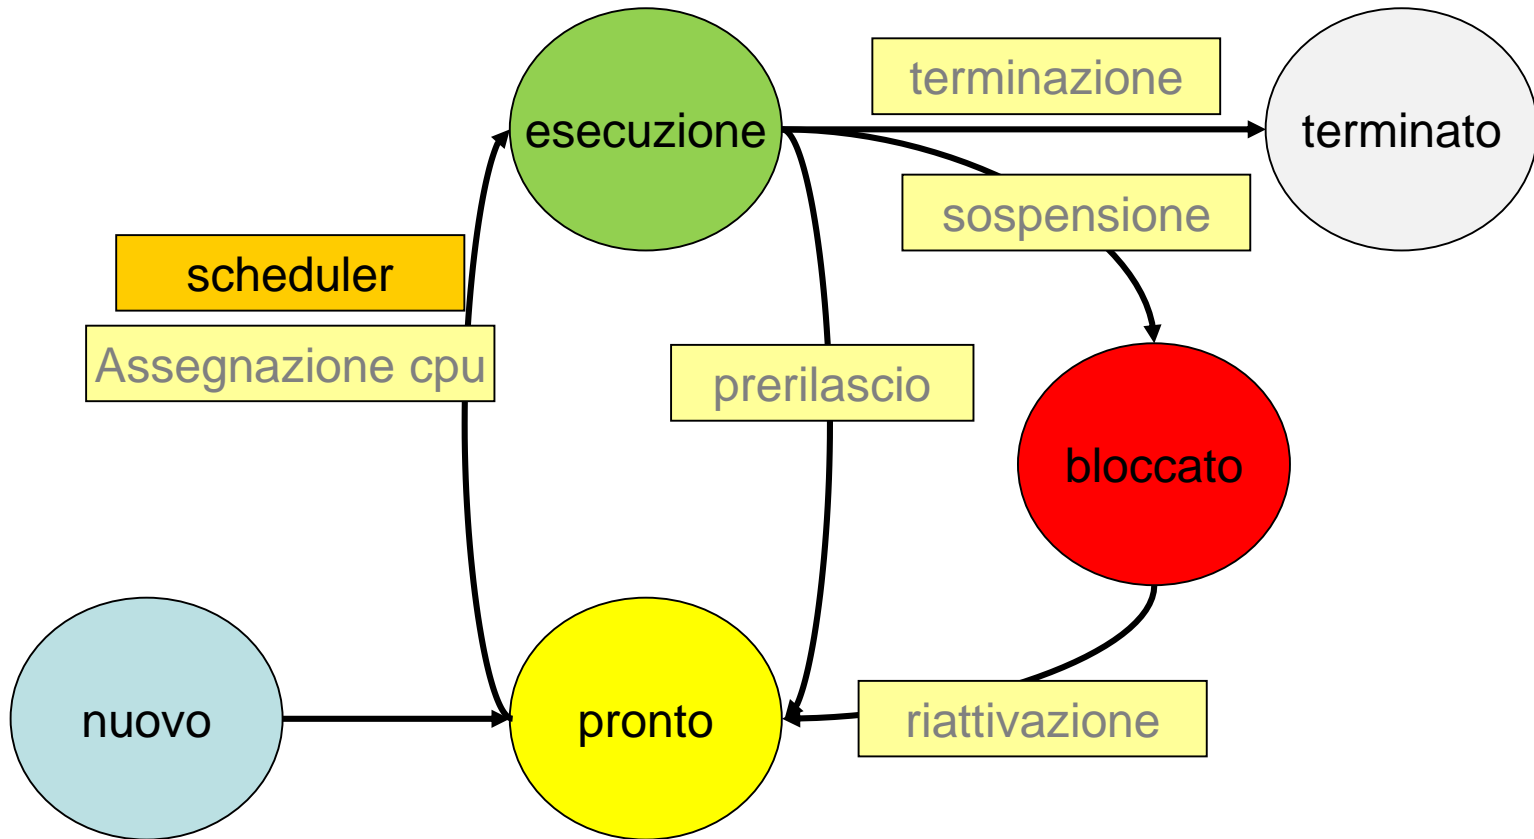 terminazione
esecuzione
terminato
sospensione
scheduler
Assegnazione cpu
prerilascio
bloccato
nuovo
pronto
riattivazione